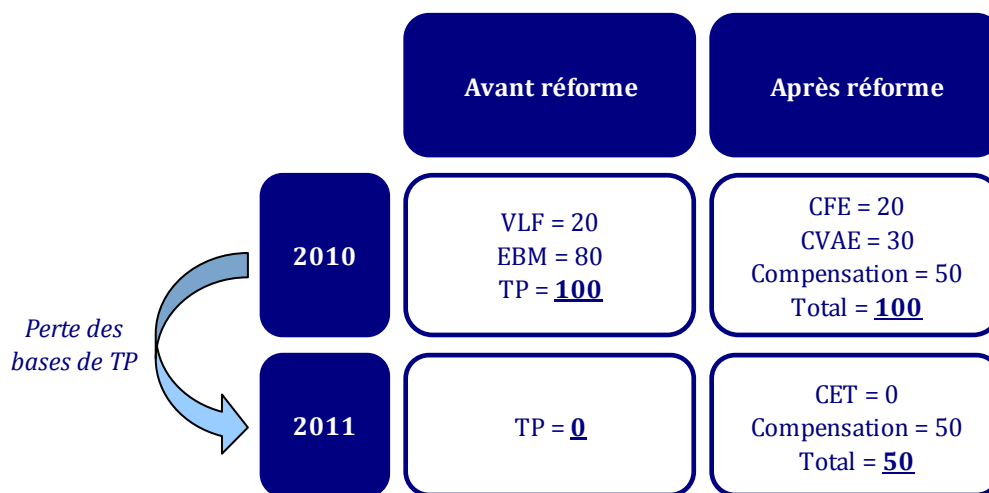 Avant réforme
Après réforme
2010
VLF = 20
EBM = 80
TP = 100
CFE = 20
CVAE = 30
Compensation = 50
Total = 100
Perte des
bases de TP
2011
TP = 0
CET = 0
Compensation = 50
Total = 50